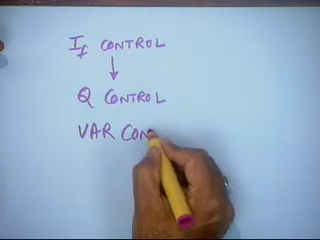 If CONTROL
↓
Q CONTROL
VAR CON